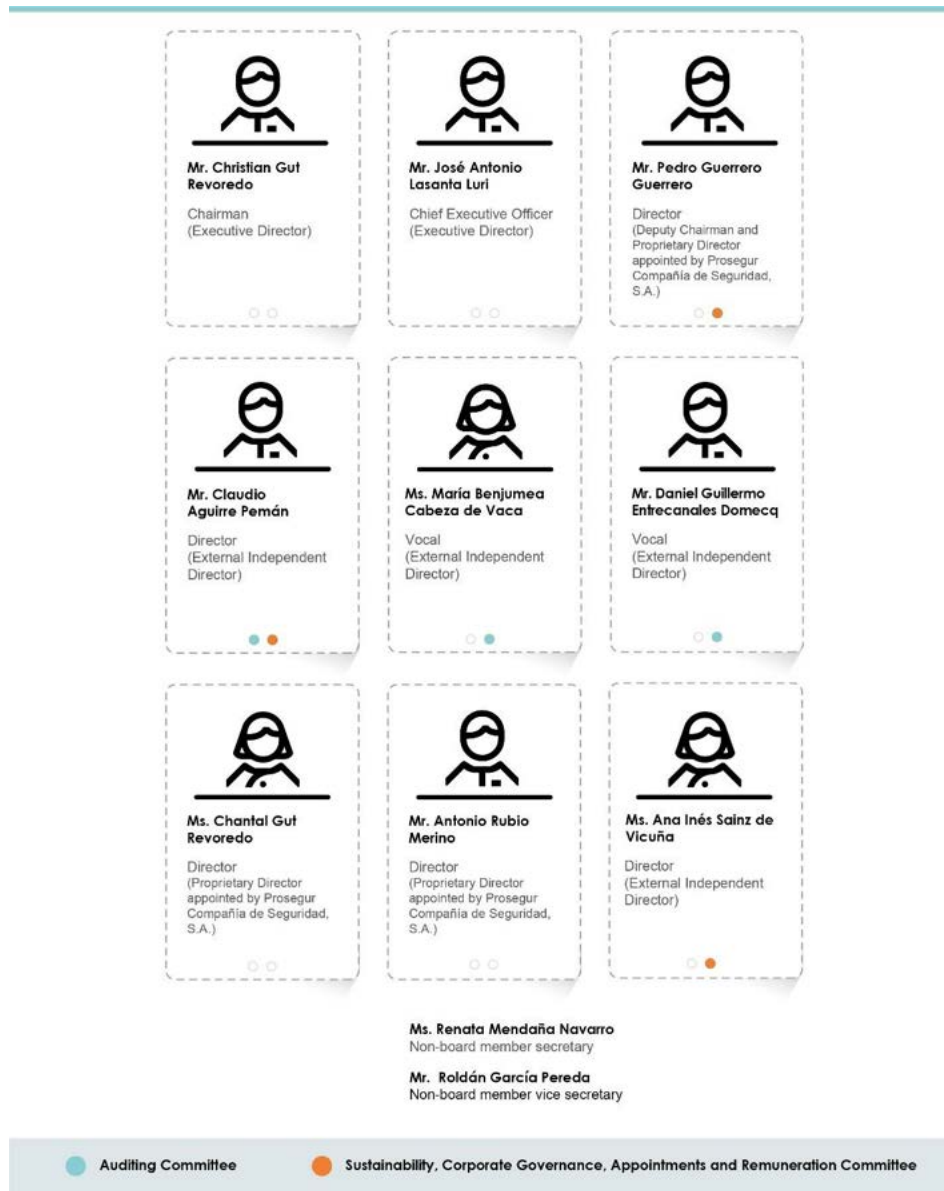 Mr. Christian Gut
Revoredo
Chairman
(Executive Director)
Mr. José Antonio
Lasanta Luri
Chief Executive Officer
(Executive Director)
Mr. Pedro Guerrero
Guerrero
Director
(Deputy Chairman and
Proprietary Director
appointed by Prosegur
Compañía de Seguridad,
S.A.)
Mr. Claudio
Aguirre Pemán
Director
(External Independent
Director)
Ms. María Benjumea
Cabeza de Vaca
Vocal
(External Independent
Director)
Mr. Daniel Guillermo
Entrecanales Domecq
Vocal
(External Independent
Director)
Ms. Chantal Gut
Revoredo
Director
(Proprietary Director
appointed by Prosegur
Compañía de Seguridad,
S.A.)
Mr. Antonio Rubio
Merino
Director
(Proprietary Director
appointed by Prosegur
Compañía de Seguridad,
S.A.)
Ms. Ana Inés Sainz de
Vicuña
Director
(External Independent
Director)
Ms. Renata Mendaña Navarro
Non-board member secretary
Mr. Roldán García Pereda
Non-board member vice secretary
Auditing Committee
Sustainability, Corporate Governance, Appointments and Remuneration Committee